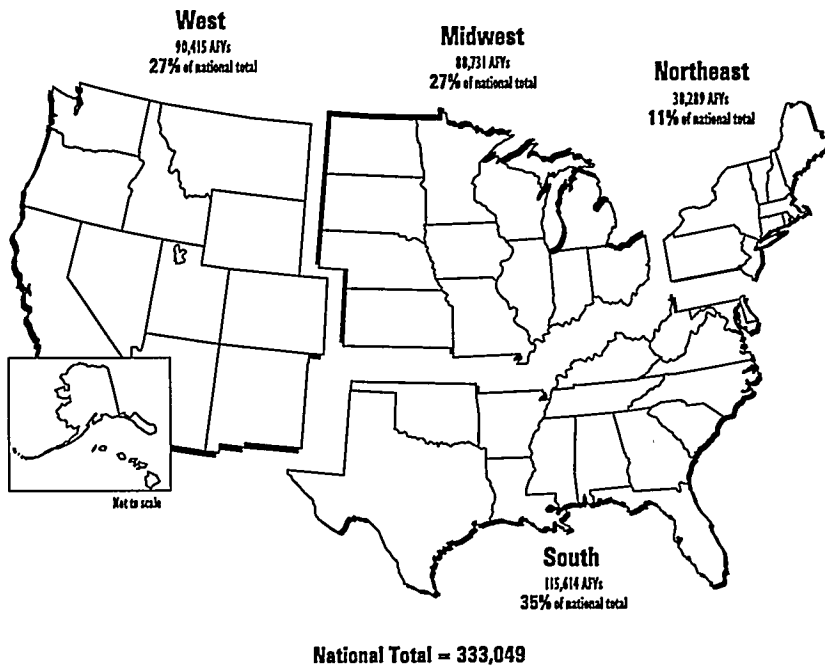 West
90,415 AFYs
27% of national total
Midwest
88,731 AFYs
27% of national total
Northeast
38,289 AFYs
11% of national total
Not to scale
South
115,614 AFYs
35% of national total
National Total = 333,049